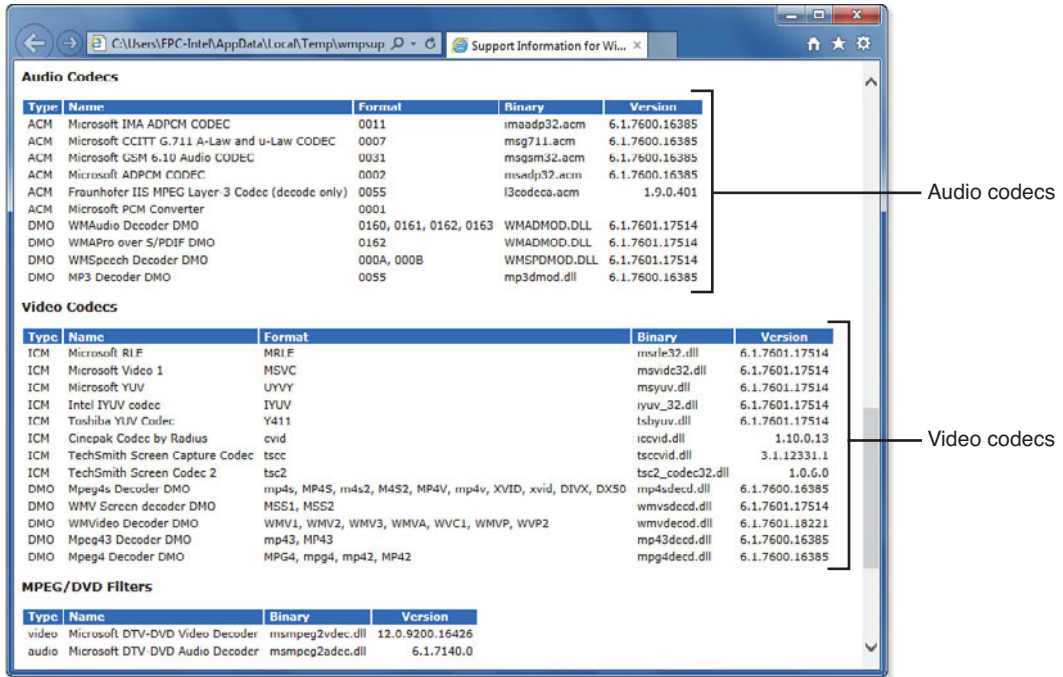 C:\Users\FPC-Intel\AppData\Local\Temp\wmpsup
Support Information for Wi...
Audio Codecs
Type Name Format Binary Version
ACM Microsoft IMA ADPCM CODEC 0011 imaadp32.acm 6.1.7600.16385
ACM Microsoft CCITT G.711 A-Law and u-Law CODEC 0007 msg711.acm 6.1.7600.16385
ACM Microsoft GSM 6.10 Audio CODEC 0031 msgsm32.acm 6.1.7600.16385
ACM Microsoft ADPCM CODEC 0002 msadp32.acm 6.1.7600.16385
ACM Fraunhofer IIS MPEG Layer-3 Codec (decode only) 0055 l3codeca.acm 1.9.0.401
ACM Microsoft PCM Converter 0001
DMO WMAudio Decoder DMO 0160, 0161, 0162, 0163 WMADMOD.DLL 6.1.7601.17514
DMO WMAPro over S/PDIF DMO 0162 WMADMOD.DLL 6.1.7601.17514
DMO WMSpeech Decoder DMO 000A, 000B WMSPDMOD.DLL 6.1.7601.17514
DMO MP3 Decoder DMO 0055 mp3dmod.dll 6.1.7600.16385
Audio codecs
Video Codecs
Type Name Format Binary Version
ICM Microsoft RLE MRLE msrle32.dll 6.1.7601.17514
ICM Microsoft Video 1 MSVC msvidc32.dll 6.1.7601.17514
ICM Microsoft YUV UYVY msyuv.dll 6.1.7601.17514
ICM Intel IYUV codec IYUV iyuv_32.dll 6.1.7601.17514
ICM Toshiba YUV Codec Y411 tsbyuv.dll 6.1.7601.17514
ICM Cinepak Codec by Radius cvid iccvid.dll 1.10.0.13
ICM TechSmith Screen Capture Codec tscc tsccvid.dll 3.1.12331.1
ICM TechSmith Screen Codec 2 tsc2 tsc2_codec32.dll 1.0.6.0
DMO Mpeg4s Decoder DMO mp4s, MP4S, m4s2, M4S2, MP4V, mp4v, XVID, xvid, DIVX, DX50 mp4sdecd.dll 6.1.7600.16385
DMO WMV Screen decoder DMO MSS1, MSS2 wmvsdecd.dll 6.1.7601.17514
DMO WMVideo Decoder DMO WMV1, WMV2, WMV3, WMVA, WVC1, WMVP, WVP2 wmvdecod.dll 6.1.7601.18221
DMO Mpeg43 Decoder DMO mp43, MP43 mp43decd.dll 6.1.7600.16385
DMO Mpeg4 Decoder DMO MPG4, mpg4, mp42, MP42 mpg4decd.dll 6.1.7600.16385
Video codecs
MPEG/DVD Filters
Type Name Binary Version
video Microsoft DTV-DVD Video Decoder msmpeg2vdec.dll 12.0.9200.16426
audio Microsoft DTV-DVD Audio Decoder msmpeg2adec.dll 6.1.7140.0